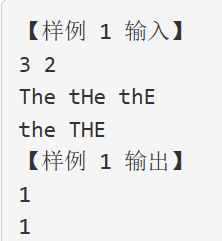 【样例 1 输入】
3 2
The tHe thE
the THE
【样例 1 输出】
1
1